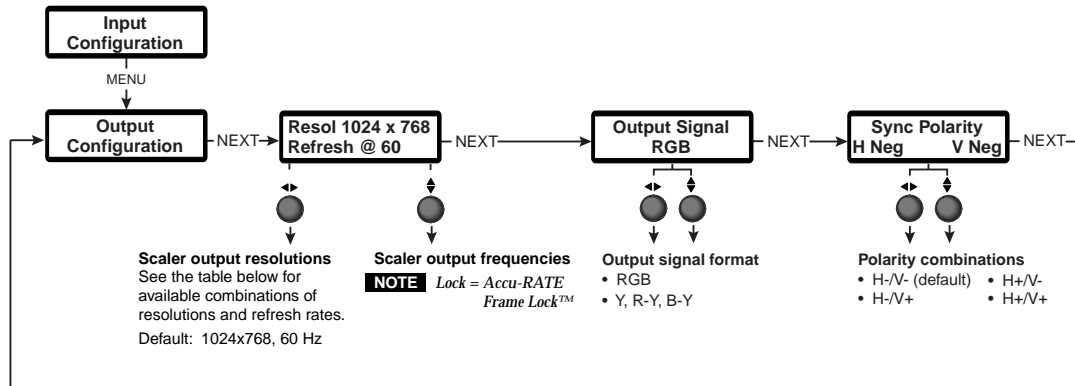 Input
Configuration
MENU
Output
Configuration
NEXT
Resol 1024 x 768
Refresh @ 60
NEXT
Output Signal
RGB
NEXT
Sync Polarity
H Neg V Neg
NEXT
Scaler output resolutions
See the table below for
available combinations of
resolutions and refresh rates.
Default: 1024x768, 60 Hz
Scaler output frequencies
NOTE Lock = Accu-RATE
Frame Lock™
Output signal format
• RGB
• Y, R-Y, B-Y
Polarity combinations
• H-/V- (default) • H+/V-
• H-/V+ • H+/V+